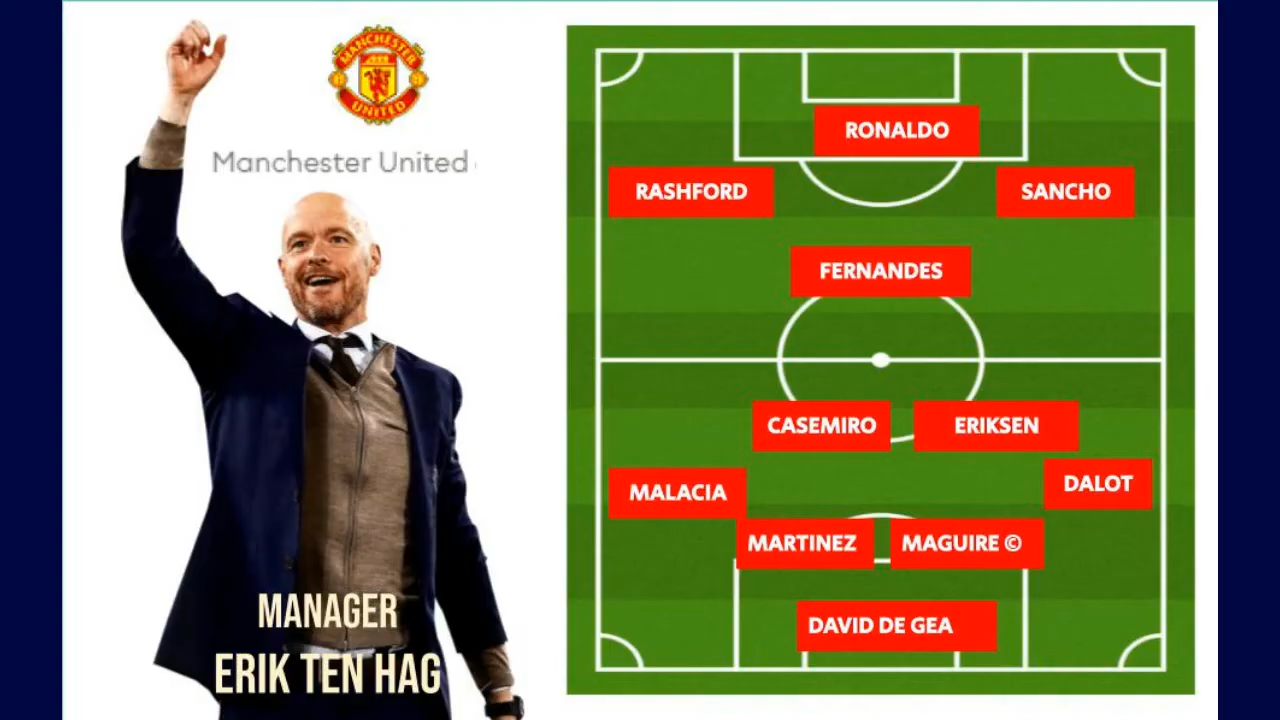 MANCHESTER
UNITED
Manchester United
MANAGER
ERIK TEN HAG
RONALDO
RASHFORD
SANCHO
FERNANDES
CASEMIRO
ERIKSEN
MALACIA
DALOT
MARTINEZ
MAGUIRE ©
DAVID DE GEA